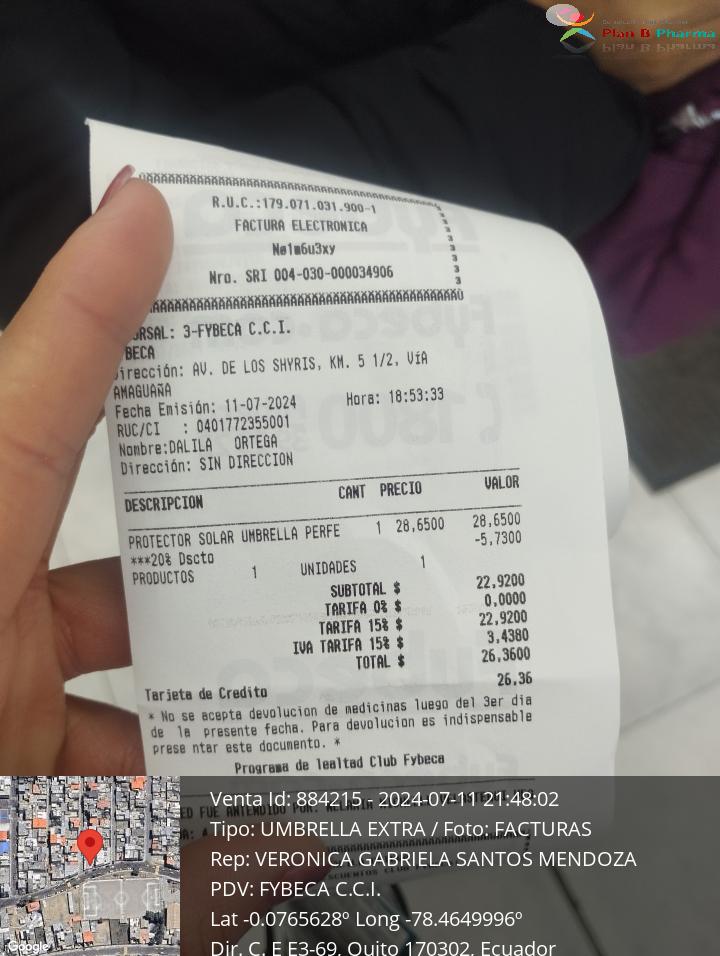 Plan B Pharma
R.U.C.:179.071.031.900-1
FACTURA ELECTRONICA
Nø1m6u3xy
Nro. SRI 004-030-000034906
URSAL: 3-FYBECA C.C.I.
BECA
Dirección: AV. DE LOS SHYRIS, KM. 5 1/2, VíA
AMAGUAÑA
Fecha Emisión: 11-07-2024 Hora: 18:53:33
RUC/CI : 0401772355001
Nombre:DALILA ORTEGA
Dirección: SIN DIRECCION
DESCRIPCION CANT PRECIO VALOR
PROTECTOR SOLAR UMBRELLA PERFE 1 28,6500 28,6500
***20% Dscto -5,7300
PRODUCTOS 1 UNIDADES 1
SUBTOTAL $ 22,9200
TARIFA 0% $ 0,0000
TARIFA 15% $ 22,9200
IVA TARIFA 15% $ 3,4380
TOTAL $ 26,3600
Tarjeta de Credito 26.36
* No se acepta devolucion de medicinas luego del 3er dia
de la presente fecha. Para devolucion es indispensable
prese ntar este documento. *
Programa de lealtad Club Fybeca
ED FUE ANTENDIDO POR:
Venta Id: 884215 - 2024-07-11 21:48:02
Tipo: UMBRELLA EXTRA / Foto: FACTURAS
Rep: VERONICA GABRIELA SANTOS MENDOZA
PDV: FYBECA C.C.I.
Lat -0.0765628º Long -78.4649996º
Dir. C. E E3-69, Quito 170302, Ecuador
Google